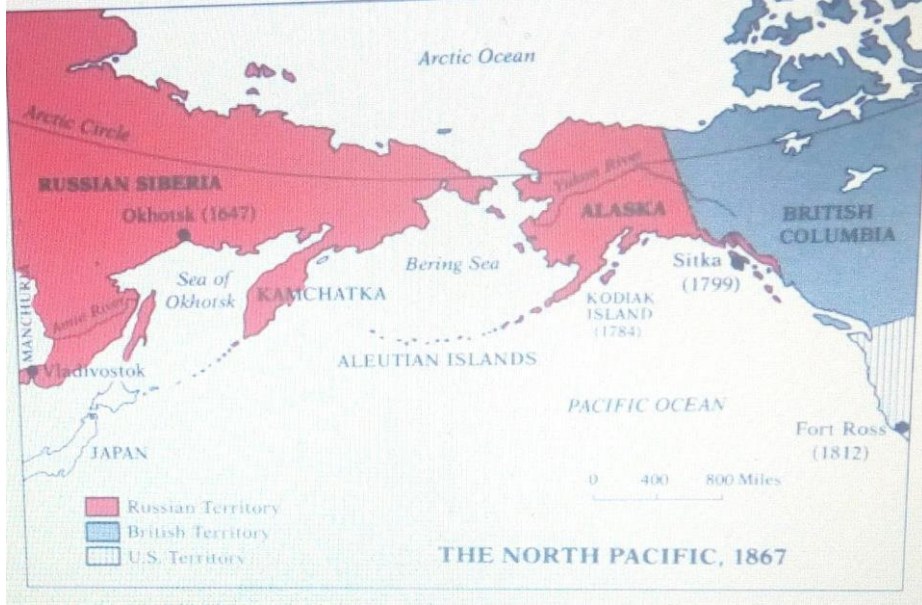 Arctic Ocean
Arctic Circle
RUSSIAN SIBERIA
Okhotsk (1647)
Yukon River
ALASKA
BRITISH
COLUMBIA
Sea of
Okhotsk
Bering Sea
Sitka
(1799)
KAMCHATKA
KODIAK
ISLAND
(1784)
MANCHURI
River
Vladivostok
ALEUTIAN ISLANDS
PACIFIC OCEAN
Fort Ross
(1812)
JAPAN
0 400 800 Miles
Russian Territory
British Territory
U.S. Territory
THE NORTH PACIFIC, 1867